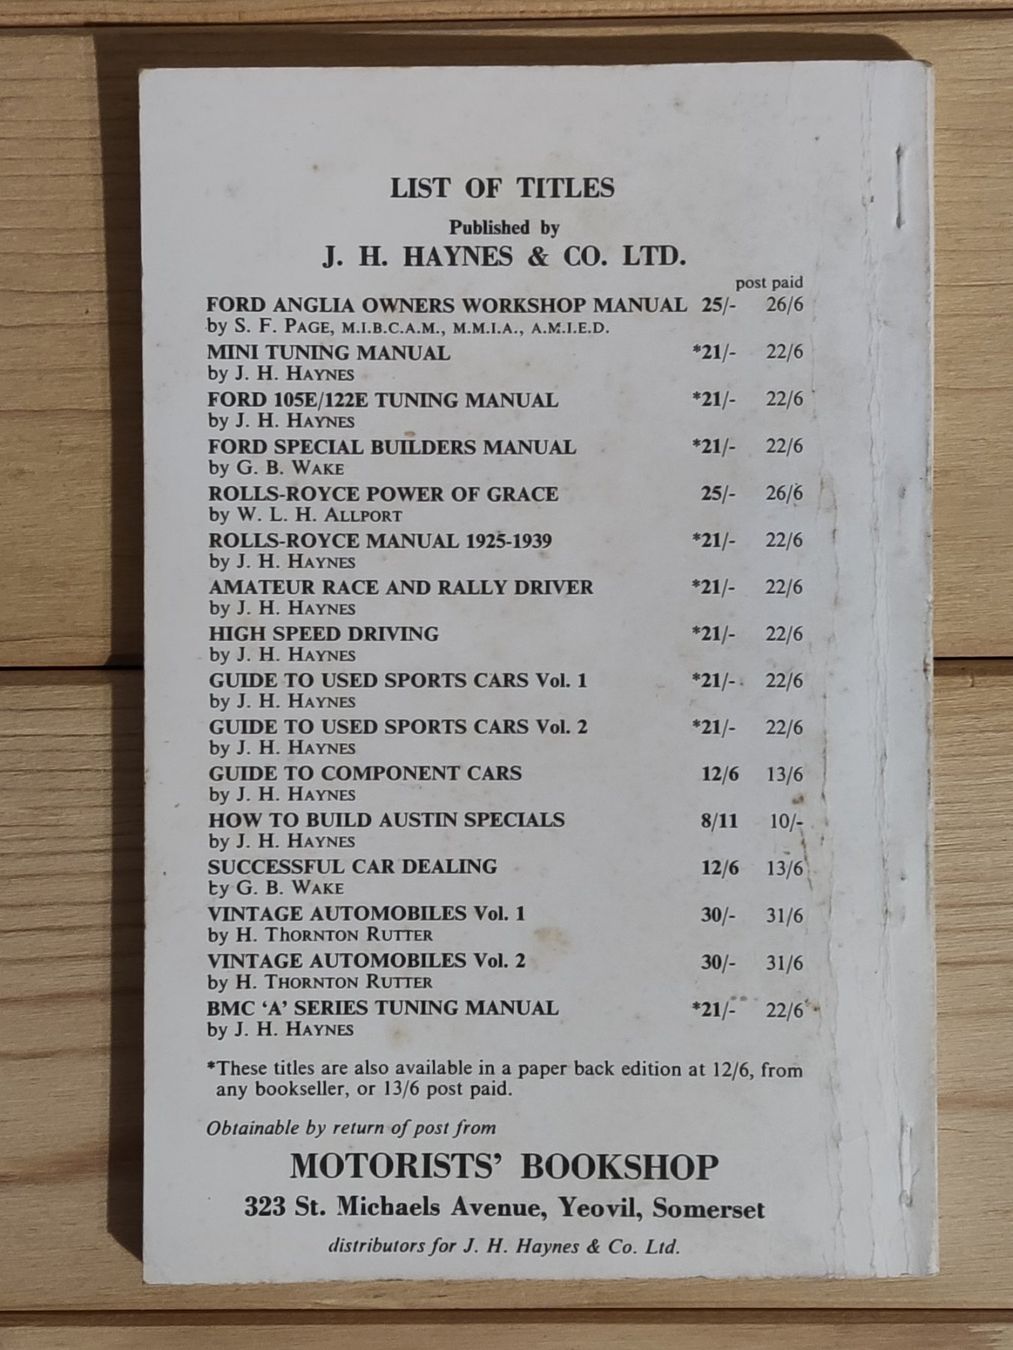 LIST OF TITLES
Published by
J. H. HAYNES & CO. LTD.
post paid
FORD ANGLIA OWNERS WORKSHOP MANUAL 25/- 26/6
by S. F. PAGE, M.I.B.C.A.M., M.M.I.A., A.M.I.E.D.
MINI TUNING MANUAL *21/- 22/6
by J. H. HAYNES
FORD 105E/122E TUNING MANUAL *21/- 22/6
by J. H. HAYNES
FORD SPECIAL BUILDERS MANUAL *21/- 22/6
by G. B. WAKE
ROLLS-ROYCE POWER OF GRACE 25/- 26/6
by W. L. H. ALLPORT
ROLLS-ROYCE MANUAL 1925-1939 *21/- 22/6
by J. H. HAYNES
AMATEUR RACE AND RALLY DRIVER *21/- 22/6
by J. H. HAYNES
HIGH SPEED DRIVING *21/- 22/6
by J. H. HAYNES
GUIDE TO USED SPORTS CARS Vol. 1 *21/- 22/6
by J. H. HAYNES
GUIDE TO USED SPORTS CARS Vol. 2 *21/- 22/6
by J. H. HAYNES
GUIDE TO COMPONENT CARS 12/6 13/6
by J. H. HAYNES
HOW TO BUILD AUSTIN SPECIALS 8/11 10/-
by J. H. HAYNES
SUCCESSFUL CAR DEALING 12/6 13/6
by G. B. WAKE
VINTAGE AUTOMOBILES Vol. 1 30/- 31/6
by H. THORNTON RUTTER
VINTAGE AUTOMOBILES Vol. 2 30/- 31/6
by H. THORNTON RUTTER
BMC ‘A’ SERIES TUNING MANUAL *21/- 22/6
by J. H. HAYNES
*These titles are also available in a paper back edition at 12/6, from
any bookseller, or 13/6 post paid.
Obtainable by return of post from
MOTORISTS’ BOOKSHOP
323 St. Michaels Avenue, Yeovil, Somerset
distributors for J. H. Haynes & Co. Ltd.